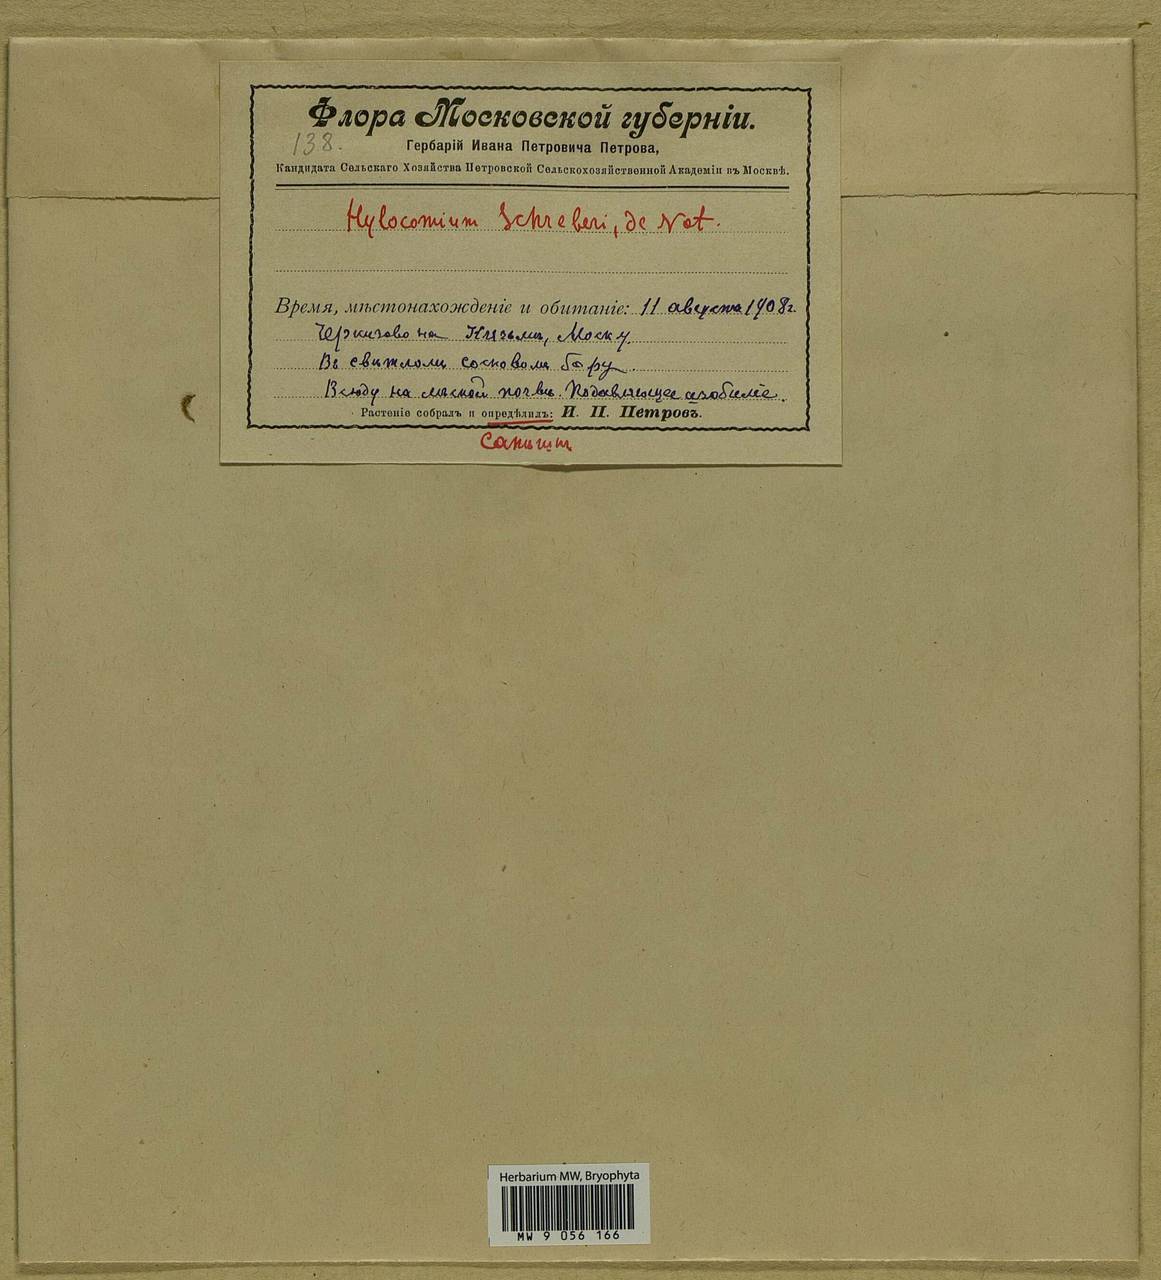 Флора Московской губерніи.
138.
Гербарій Ивана Петровича Петрова,
Кандидата Сельскаго Хозяйства Петровской Сельскохозяйственной Академіи въ Москвѣ.
Hylocomium Schreberi, de Not.
Время, мѣстонахожденіе и обитаніе: 11 августа 1908 г.
Черкизово на Клязьмѣ, Моск у.
Въ свѣтломъ сосновомъ бору.
Всюду на лѣсной почвѣ. Подавляющее изобиліе.
Растеніе собралъ и опредѣлилъ: И. П. Петровъ.
Herbarium MW, Bryophyta
MW 9 056 166